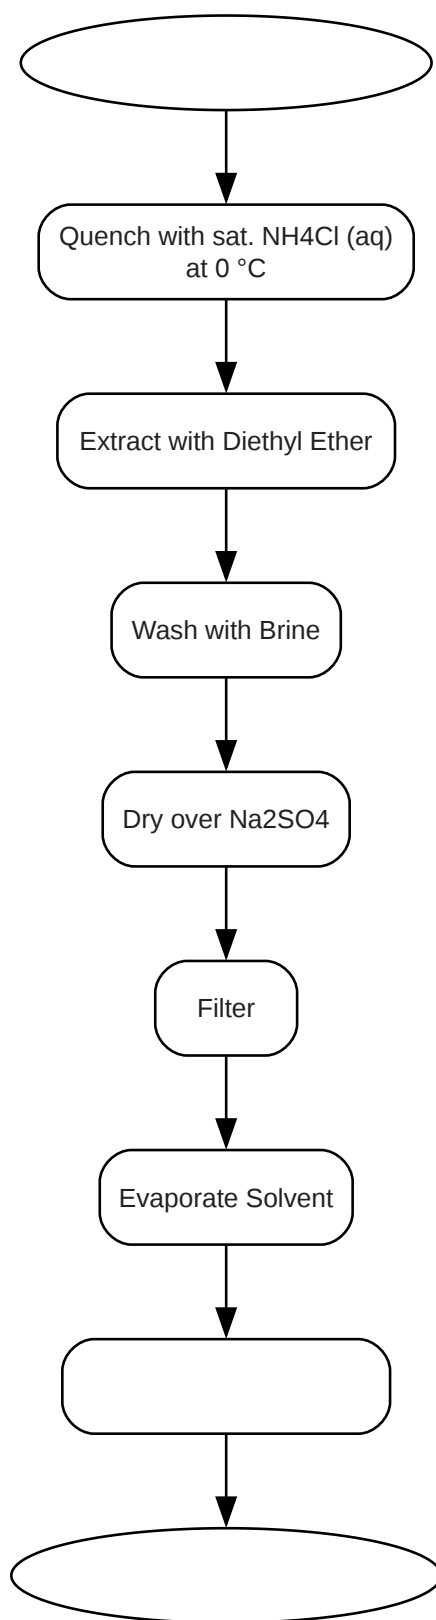 Quench with sat. NH4Cl (aq)
at 0 °C
Extract with Diethyl Ether
Wash with Brine
Dry over Na2SO4
Filter
Evaporate Solvent